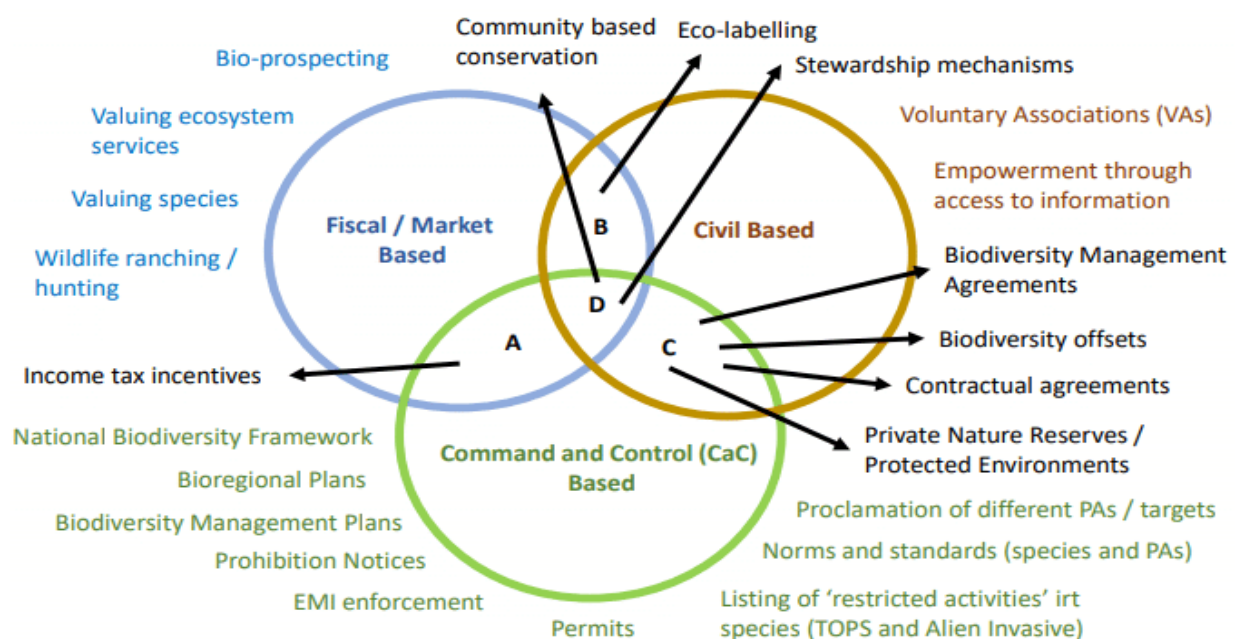 Community based
conservation
Eco-labelling
Bio-prospecting
Stewardship mechanisms
Valuing ecosystem
services
Voluntary Associations (VAs)
Empowerment through
access to information
Valuing species
Fiscal / Market
Based
B
Civil Based
Wildlife ranching /
hunting
Biodiversity Management
Agreements
D
A
C
Biodiversity offsets
Income tax incentives
Contractual agreements
National Biodiversity Framework
Private Nature Reserves /
Protected Environments
Command and Control (CaC)
Based
Bioregional Plans
Proclamation of different PAs / targets
Biodiversity Management Plans
Norms and standards (species and PAs)
Prohibition Notices
EMI enforcement
Listing of ‘restricted activities’ irt
species (TOPS and Alien Invasive)
Permits